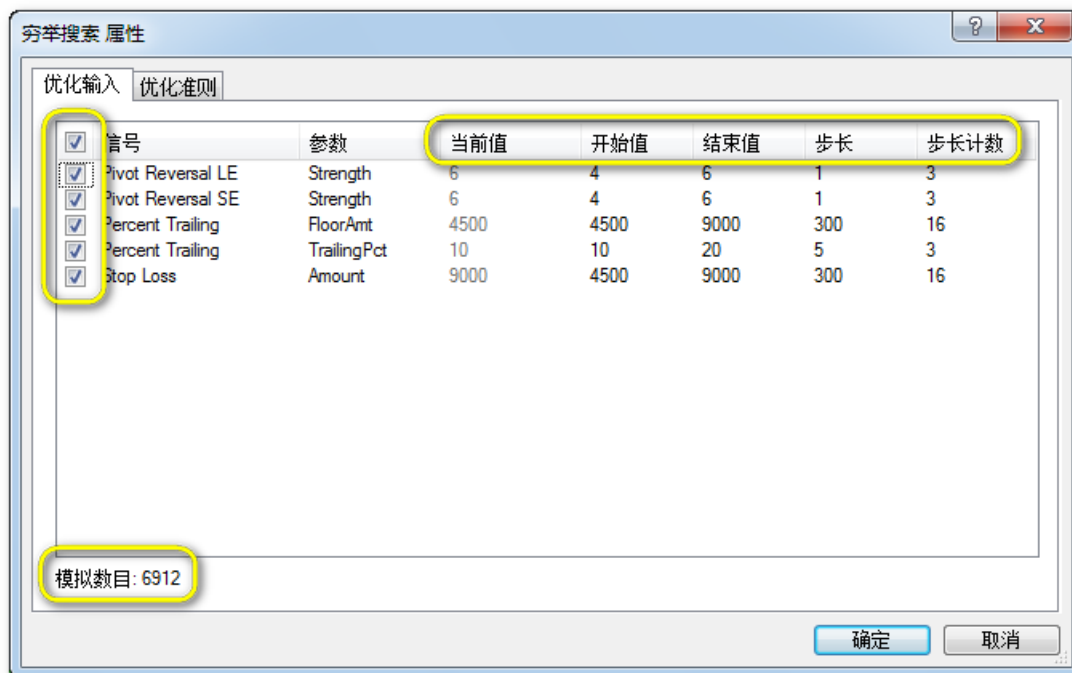 穷举搜索 属性
优化输入 优化准则
信号 参数 当前值 开始值 结束值 步长 步长计数
Pivot Reversal LE Strength 6 4 6 1 3
Pivot Reversal SE Strength 6 4 6 1 3
Percent Trailing FloorAmt 4500 4500 9000 300 16
Percent Trailing TrailingPct 10 10 20 5 3
Stop Loss Amount 9000 4500 9000 300 16
模拟数目: 6912
确定 取消